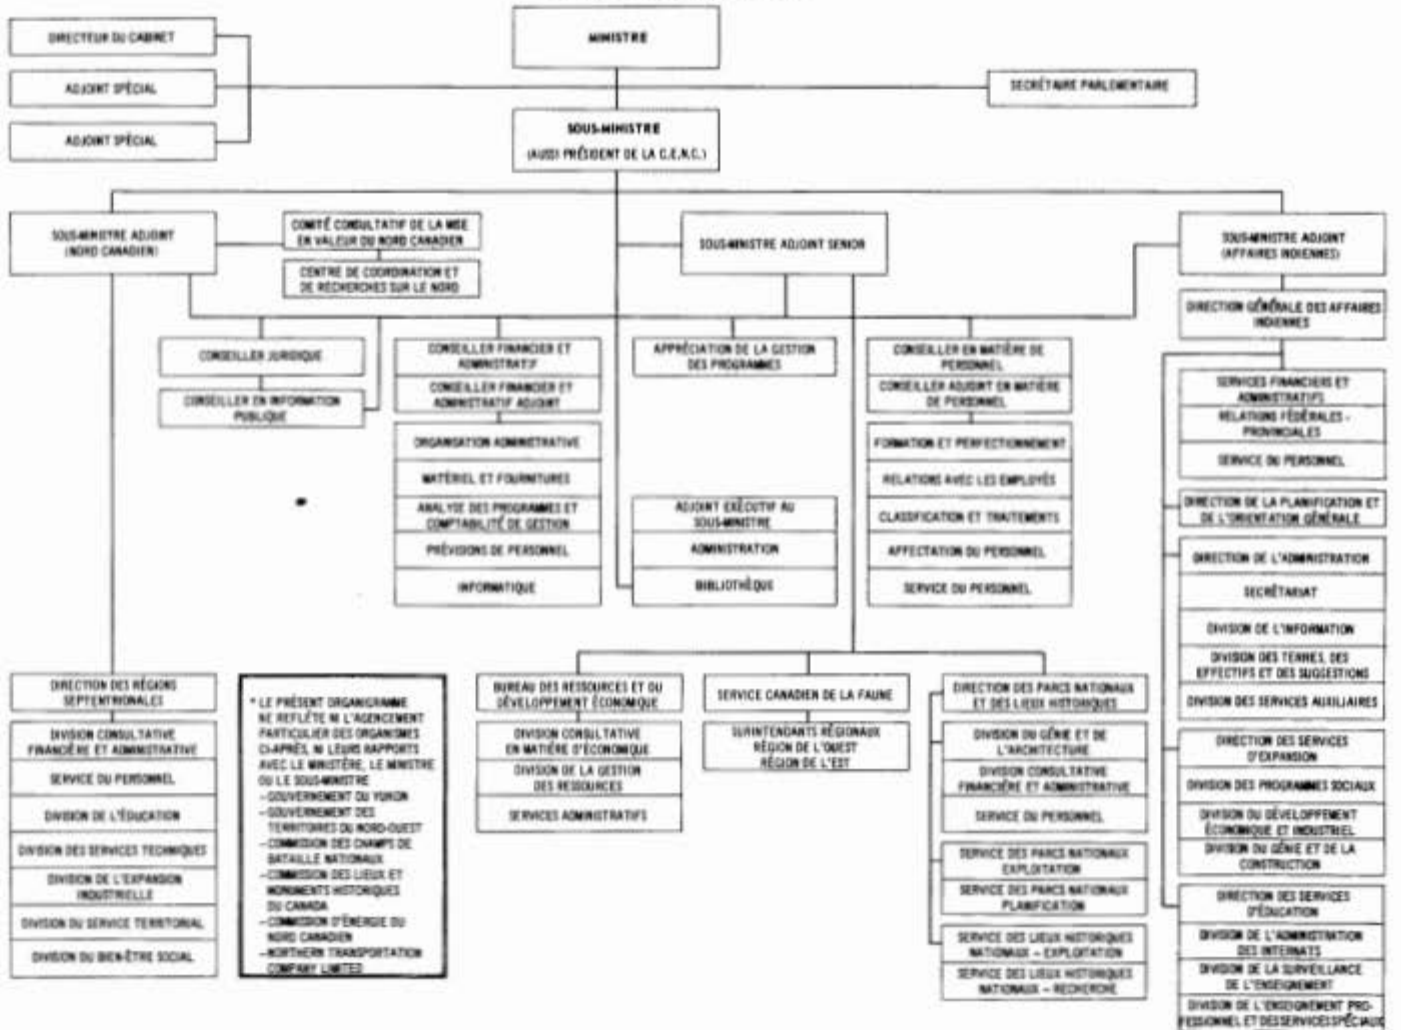 DIRECTEUR DU CABINET
ADJOINT SPÉCIAL
ADJOINT SPÉCIAL
MINISTRE
SECRÉTAIRE PARLEMENTAIRE
SOUS-MINISTRE
(AUSSI PRÉSIDENT DE LA C.E.N.C.)
SOUS-MINISTRE ADJOINT
(NORD CANADIEN)
COMITÉ CONSULTATIF DE LA MISE
EN VALEUR DU NORD CANADIEN
CENTRE DE COORDINATION ET
DE RECHERCHES SUR LE NORD
SOUS-MINISTRE ADJOINT SENIOR
SOUS-MINISTRE ADJOINT
(AFFAIRES INDIENNES)
DIRECTION GÉNÉRALE DES AFFAIRES
INDIENNES
CONSEILLER JURIDIQUE
CONSEILLER EN INFORMATION
PUBLIQUE
CONSEILLER FINANCIER ET
ADMINISTRATIF
CONSEILLER FINANCIER ET
ADMINISTRATIF ADJOINT
ORGANISATION ADMINISTRATIVE
MATÉRIEL ET FOURNITURES
ANALYSE DES PROGRAMMES ET
COMPTABILITÉ DE GESTION
PRÉVISIONS DE PERSONNEL
INFORMATIQUE
APPRÉCIATION DE LA GESTION
DES PROGRAMMES
ADJOINT EXÉCUTIF AU
SOUS-MINISTRE
ADMINISTRATION
BIBLIOTHÈQUE
CONSEILLER EN MATIÈRE DE
PERSONNEL
CONSEILLER ADJOINT EN MATIÈRE
DE PERSONNEL
FORMATION ET PERFECTIONNEMENT
RELATIONS AVEC LES EMPLOYÉS
CLASSIFICATION ET TRAITEMENTS
AFFECTATION DU PERSONNEL
SERVICE DU PERSONNEL
SERVICES FINANCIERS ET
ADMINISTRATIFS
RELATIONS FÉDÉRALES -
PROVINCIALES
SERVICE DU PERSONNEL
DIRECTION DE LA PLANIFICATION ET
DE L'ORIENTATION GÉNÉRALE
DIRECTION DE L'ADMINISTRATION
SECRÉTARIAT
DIVISION DE L'INFORMATION
DIVISION DES TERRES, DES
EFFECTIFS ET DES SUGGESTIONS
DIVISION DES SERVICES AUXILIAIRES
DIRECTION DES SERVICES
D'EXPANSION
DIVISION DES PROGRAMMES SOCIAUX
DIVISION DU DÉVELOPPEMENT
ÉCONOMIQUE ET INDUSTRIEL
DIVISION DU GÉNIE ET DE LA
CONSTRUCTION
DIRECTION DES SERVICES
D'ÉDUCATION
DIVISION DE L'ADMINISTRATION
DES INTERNATS
DIVISION DE LA SURVEILLANCE
DE L'ENSEIGNEMENT
DIVISION DE L'ENSEIGNEMENT PRO-
FESSIONNEL ET DES SERVICES SPÉCIAUX
DIRECTION DES RÉGIONS
SEPTENTRIONALES
DIVISION CONSULTATIVE
FINANCIÈRE ET ADMINISTRATIVE
SERVICE DU PERSONNEL
DIVISION DE L'ÉDUCATION
DIVISION DES SERVICES TECHNIQUES
DIVISION DE L'EXPANSION
INDUSTRIELLE
DIVISION DU SERVICE TERRITORIAL
DIVISION DU BIEN-ÊTRE SOCIAL
* LE PRÉSENT ORGANIGRAMME
NE REFLÈTE NI L'AGENCEMENT
PARTICULIER DES ORGANISMES
CI-APRÈS, NI LEURS RAPPORTS
AVEC LE MINISTÈRE, LE MINISTRE
OU LE SOUS-MINISTRE
–GOUVERNEMENT DU YUKON
–GOUVERNEMENT DES
TERRITOIRES DU NORD-OUEST
–COMMISSION DES CHAMPS DE
BATAILLE NATIONAUX
–COMMISSION DES LIEUX ET
MONUMENTS HISTORIQUES
DU CANADA
–COMMISSION D'ÉNERGIE DU
NORD CANADIEN
–NORTHERN TRANSPORTATION
COMPANY LIMITED
BUREAU DES RESSOURCES ET DU
DÉVELOPPEMENT ÉCONOMIQUE
DIVISION CONSULTATIVE
EN MATIÈRE D'ÉCONOMIQUE
DIVISION DE LA GESTION
DES RESSOURCES
SERVICES ADMINISTRATIFS
SERVICE CANADIEN DE LA FAUNE
SURINTENDANTS RÉGIONAUX
RÉGION DE L'OUEST
RÉGION DE L'EST
DIRECTION DES PARCS NATIONAUX
ET DES LIEUX HISTORIQUES
DIVISION DU GÉNIE ET DE
L'ARCHITECTURE
DIVISION CONSULTATIVE
FINANCIÈRE ET ADMINISTRATIVE
SERVICE DU PERSONNEL
SERVICE DES PARCS NATIONAUX
EXPLOITATION
SERVICE DES PARCS NATIONAUX
PLANIFICATION
SERVICE DES LIEUX HISTORIQUES
NATIONAUX – EXPLOITATION
SERVICE DES LIEUX HISTORIQUES
NATIONAUX – RECHERCHE